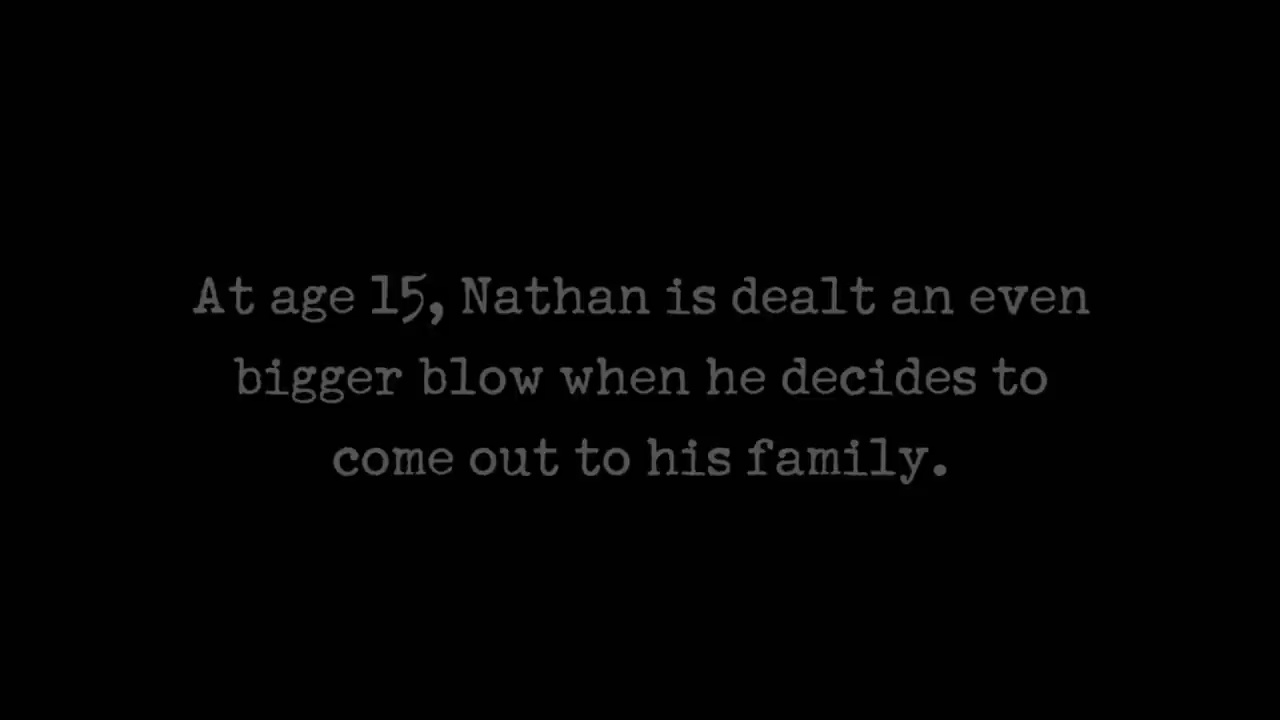 At age 15, Nathan is dealt an even
bigger blow when he decides to
come out to his family.